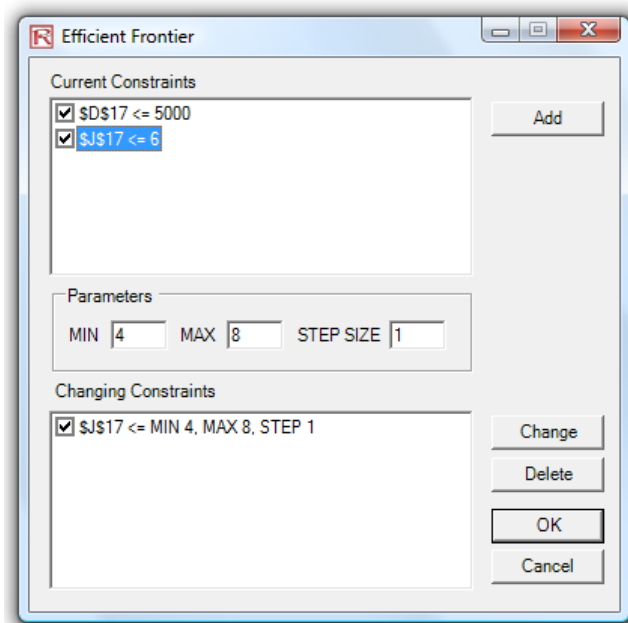 Efficient Frontier
Current Constraints
$D$17 <= 5000
$J$17 <= 6
Add
Parameters
MIN 4 MAX 8 STEP SIZE 1
Changing Constraints
$J$17 <= MIN 4, MAX 8, STEP 1
Change
Delete
OK
Cancel